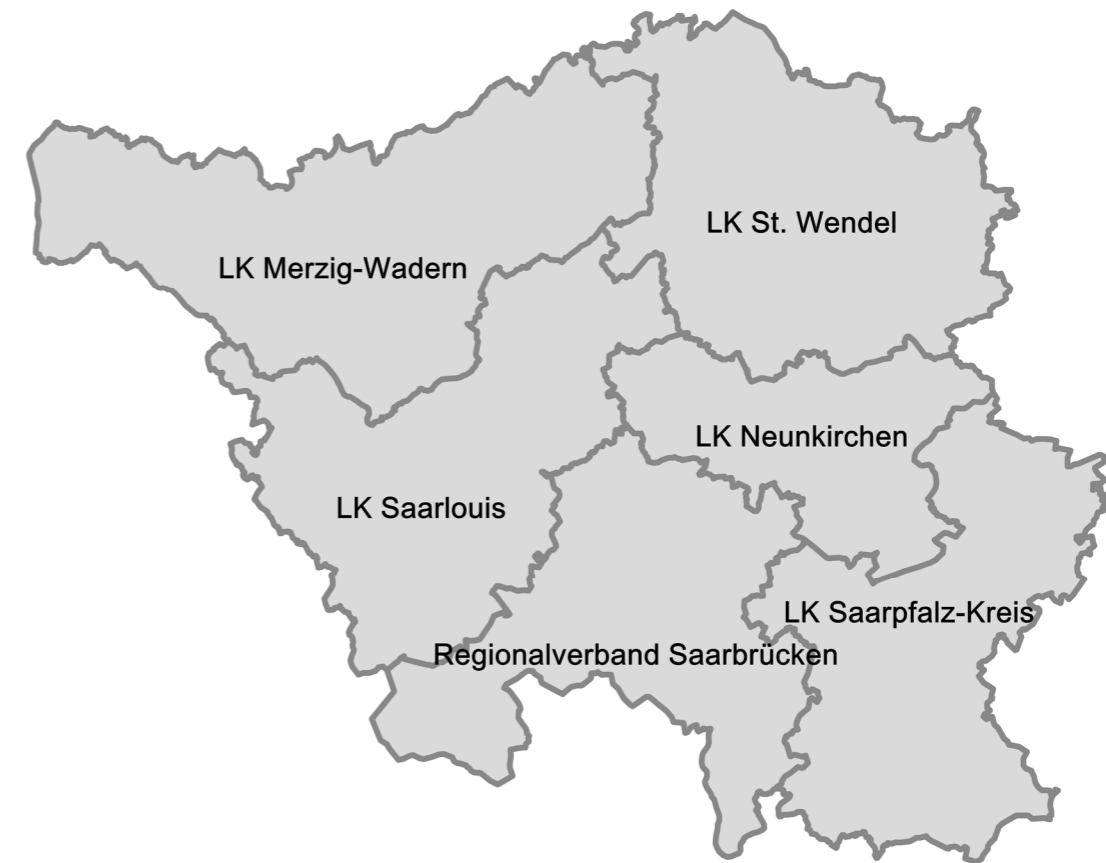 LK St. Wendel
LK Merzig-Wadern
LK Neunkirchen
LK Saarlouis
LK Saarpfalz-Kreis
Regionalverband Saarbrücken